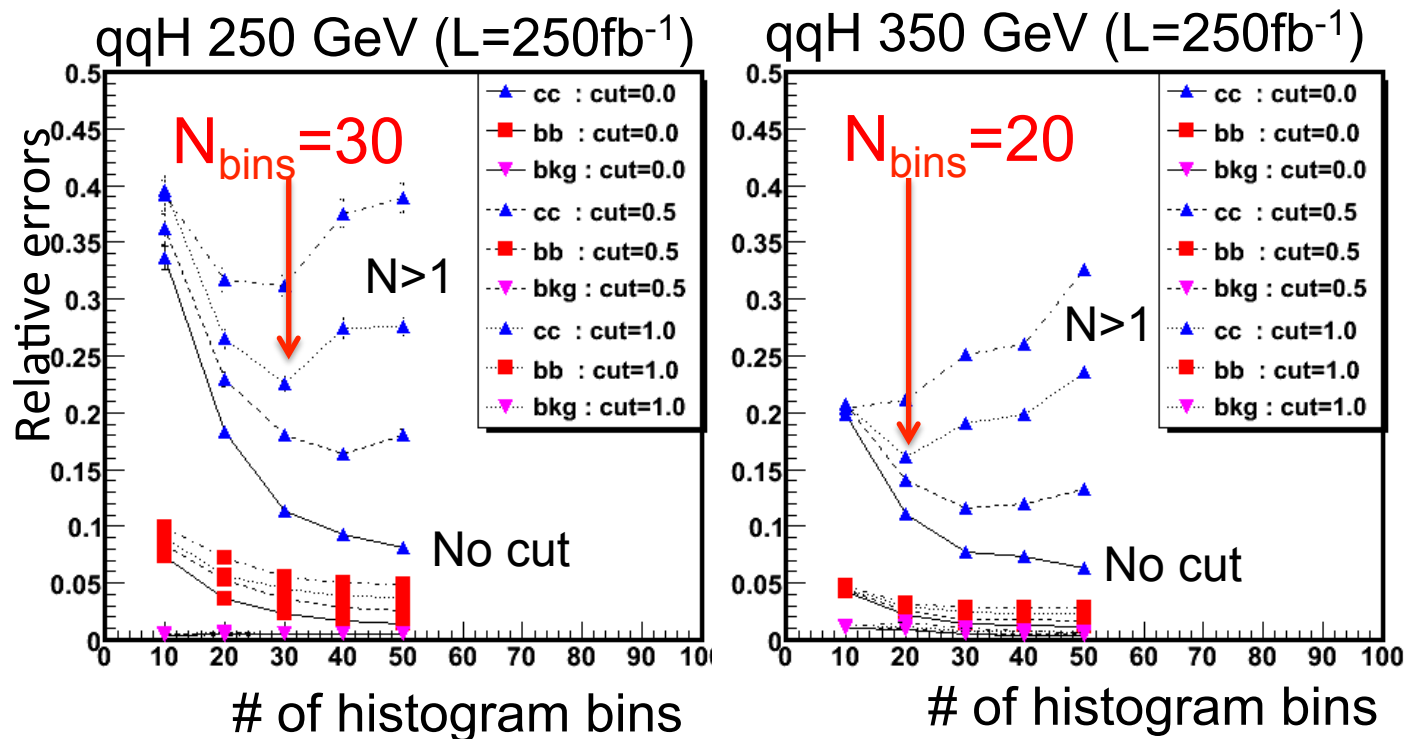 qqH 250 GeV (L=250fb-1)
0.5
0.45
0.4
0.35
0.3
0.25
0.2
0.15
0.1
0.05
0
Relative errors
Nbins=30
N>1
No cut
cc : cut=0.0
bb : cut=0.0
bkg : cut=0.0
cc : cut=0.5
bb : cut=0.5
bkg : cut=0.5
cc : cut=1.0
bb : cut=1.0
bkg : cut=1.0
0 10 20 30 40 50 60 70 80 90 10
# of histogram bins
qqH 350 GeV (L=250fb-1)
0.5
0.45
0.4
0.35
0.3
0.25
0.2
0.15
0.1
0.05
0
Nbins=20
N>1
No cut
cc : cut=0.0
bb : cut=0.0
bkg : cut=0.0
cc : cut=0.5
bb : cut=0.5
bkg : cut=0.5
cc : cut=1.0
bb : cut=1.0
bkg : cut=1.0
0 10 20 30 40 50 60 70 80 90 100
# of histogram bins